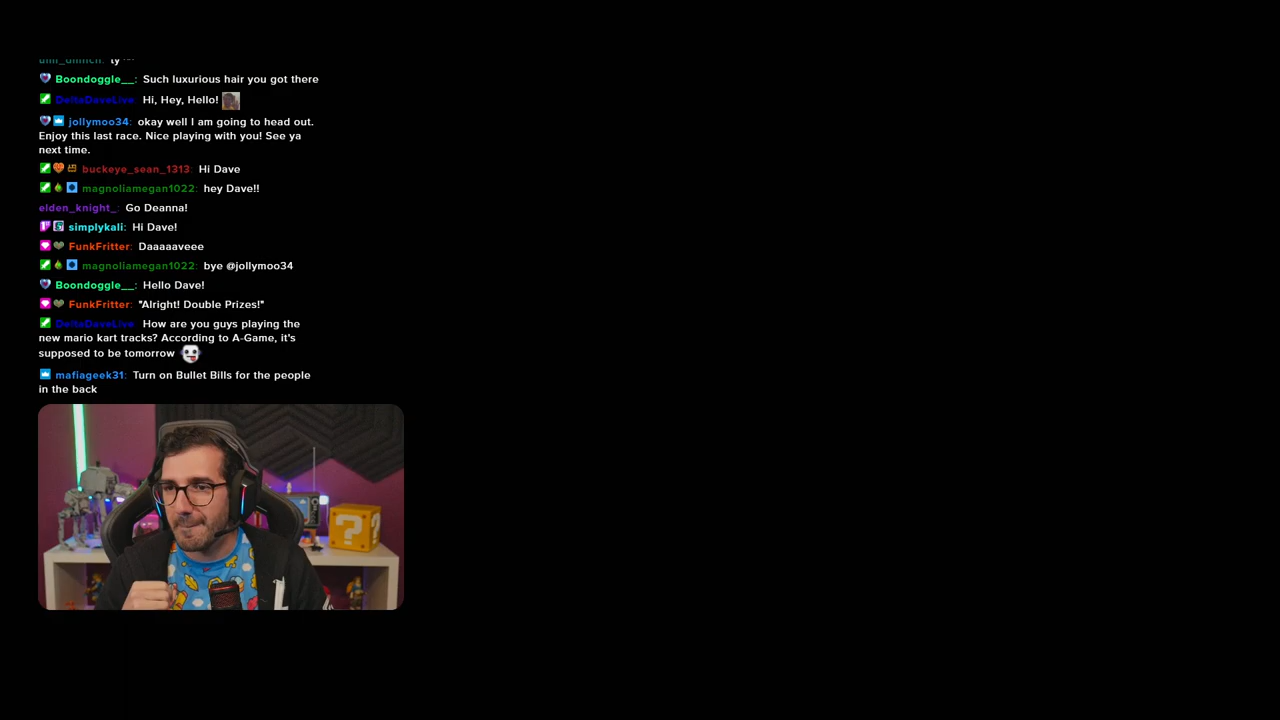 Boondoggle__: Such luxurious hair you got there
DeltaDaveLive: Hi, Hey, Hello!
jollymoo34: okay well I am going to head out.
Enjoy this last race. Nice playing with you! See ya
next time.
buckeye_sean_1313: Hi Dave
magnoliamegan1022: hey Dave!!
elden_knight_: Go Deanna!
simplykali: Hi Dave!
FunkFritter: Daaaaaveee
magnoliamegan1022: bye @jollymoo34
Boondoggle__: Hello Dave!
FunkFritter: "Alright! Double Prizes!"
DeltaDaveLive: How are you guys playing the
new mario kart tracks? According to A-Game, it's
supposed to be tomorrow
mafiageek31: Turn on Bullet Bills for the people
in the back
?